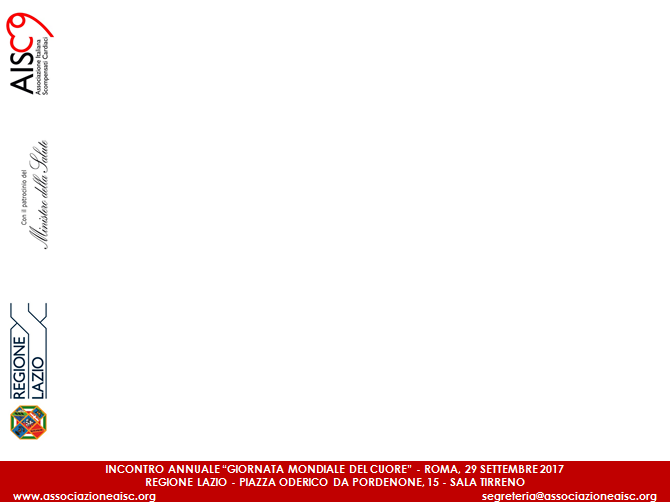 AISC
Associazione Italiana
Scompensati Cardiaci
Con il patrocinio del
Ministero della Salute
REGIONE
LAZIO
INCONTRO ANNUALE “GIORNATA MONDIALE DEL CUORE” - ROMA, 29 SETTEMBRE 2017
REGIONE LAZIO - PIAZZA ODERICO DA PORDENONE, 15 - SALA TIRRENO
www.associazioneaisc.org segreteria@associazioneaisc.org